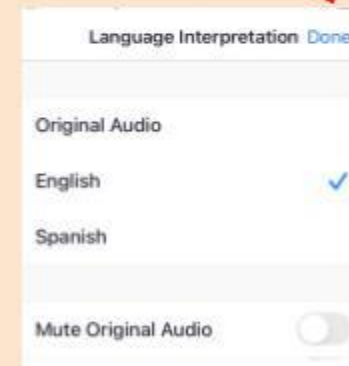 Language Interpretation Done
Original Audio
English
Spanish
Mute Original Audio